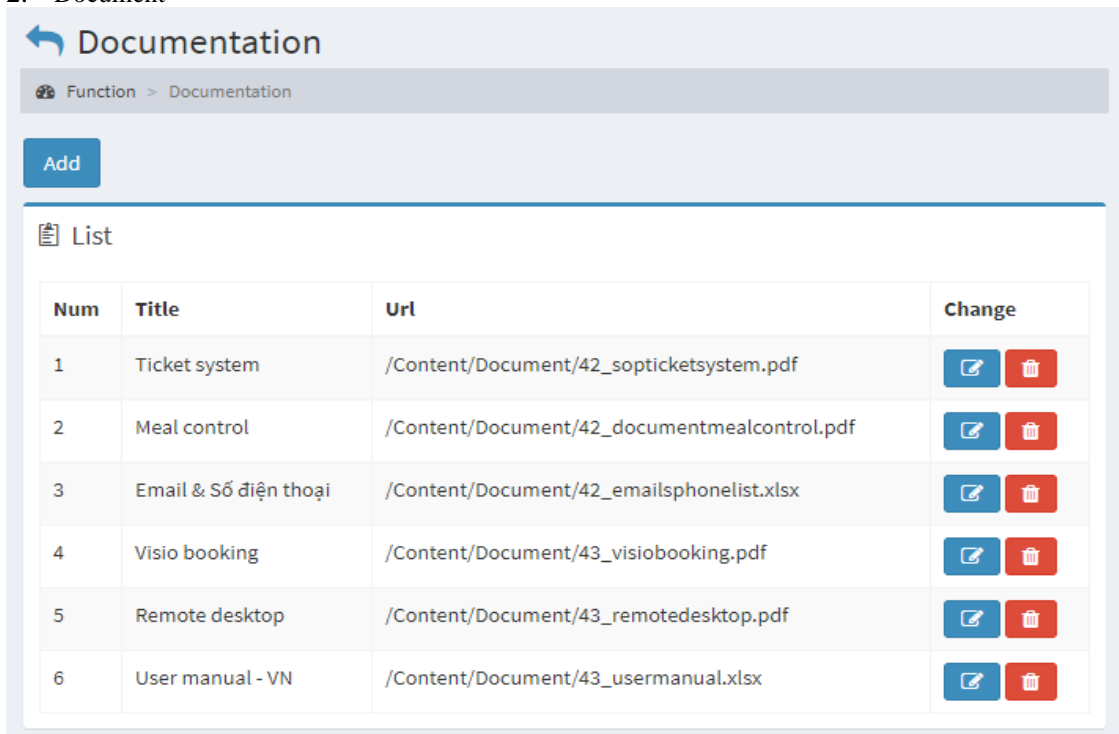 2. Document
Documentation
Function > Documentation
Add
List
Num Title Url Change
1 Ticket system /Content/Document/42_sopticketsystem.pdf
2 Meal control /Content/Document/42_documentmealcontrol.pdf
3 Email & Số điện thoại /Content/Document/42_emailsphonelist.xlsx
4 Visio booking /Content/Document/43_visiobooking.pdf
5 Remote desktop /Content/Document/43_remotedesktop.pdf
6 User manual - VN /Content/Document/43_usermanual.xlsx